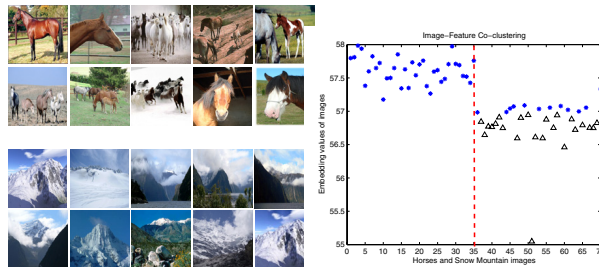 Image-Feature Co-clustering
58
57.5
57
56.5
56
55.5
55
Embedding values of images
0 5 10 15 20 25 30 35 40 45 50 55 60 65 70
Horses and Snow Mountain images